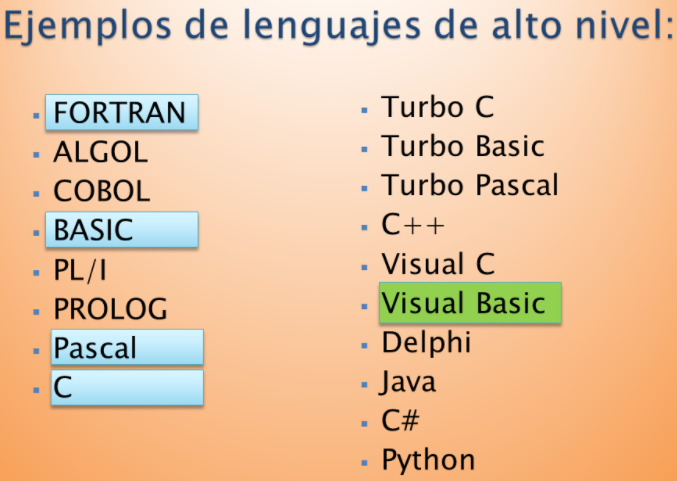 Ejemplos de lenguajes de alto nivel:
FORTRAN
ALGOL
COBOL
BASIC
PL/I
PROLOG
Pascal
C
Turbo C
Turbo Basic
Turbo Pascal
C++
Visual C
Visual Basic
Delphi
Java
C#
Python